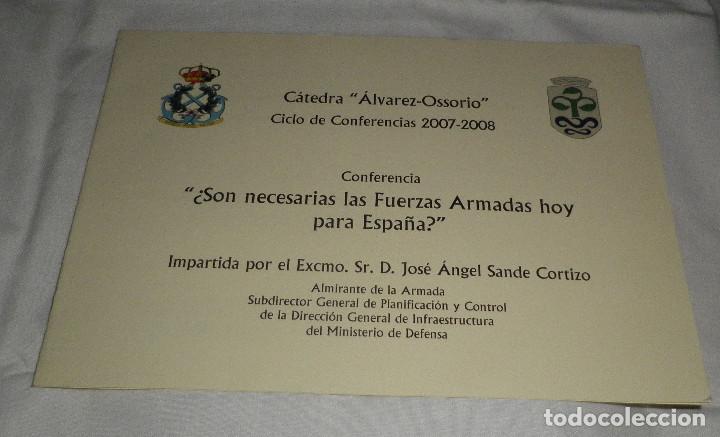 Cátedra "Álvarez-Ossorio"
Ciclo de Conferencias 2007-2008
Conferencia
"¿Son necesarias las Fuerzas Armadas hoy
para España?"
Impartida por el Excmo. Sr. D. José Ángel Sande Cortizo
Almirante de la Armada
Subdirector General de Planificación y Control
de la Dirección General de Infraestructura
del Ministerio de Defensa
todocoleccion